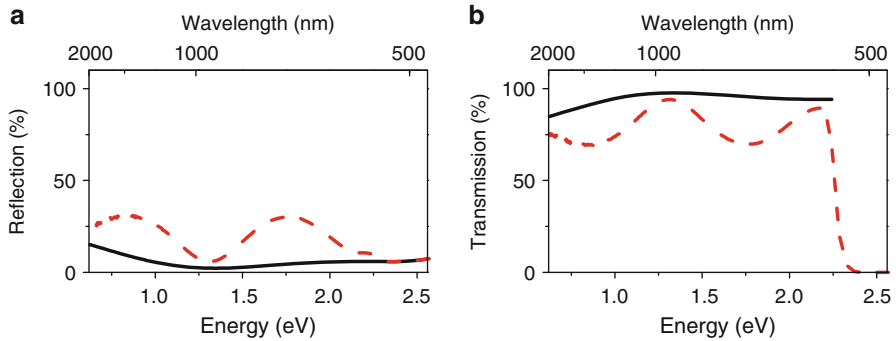 a
Wavelength (nm)
2000 1000 500
Reflection (%)
100
50
0
1.0 1.5 2.0 2.5
Energy (eV)
b
Wavelength (nm)
2000 1000 500
Transmission (%)
100
50
0
1.0 1.5 2.0 2.5
Energy (eV)